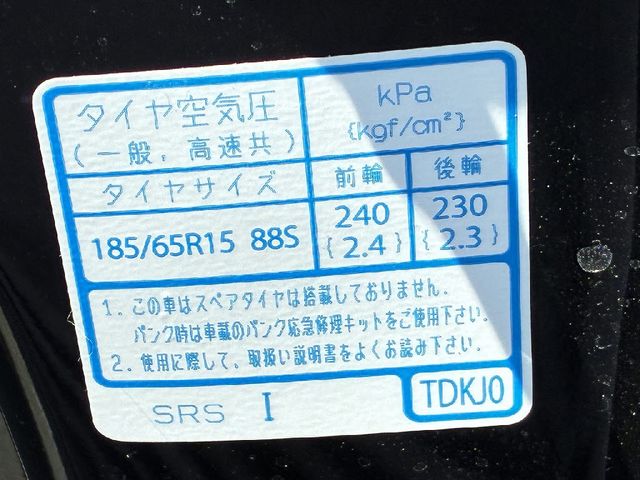 タイヤ空気圧
(一般，高速共)
kPa
{kgf/cm²}
タイヤサイズ
前輪
後輪
185/65R15 88S
240
{2.4}
230
{2.3}
1．この車はスペアタイヤは搭載しておりません．
パンク時は車載のパンク応急修理キットをご使用下さい．
2．使用に際して、取扱い説明書をよくお読み下さい．
SRS I
TDKJ0